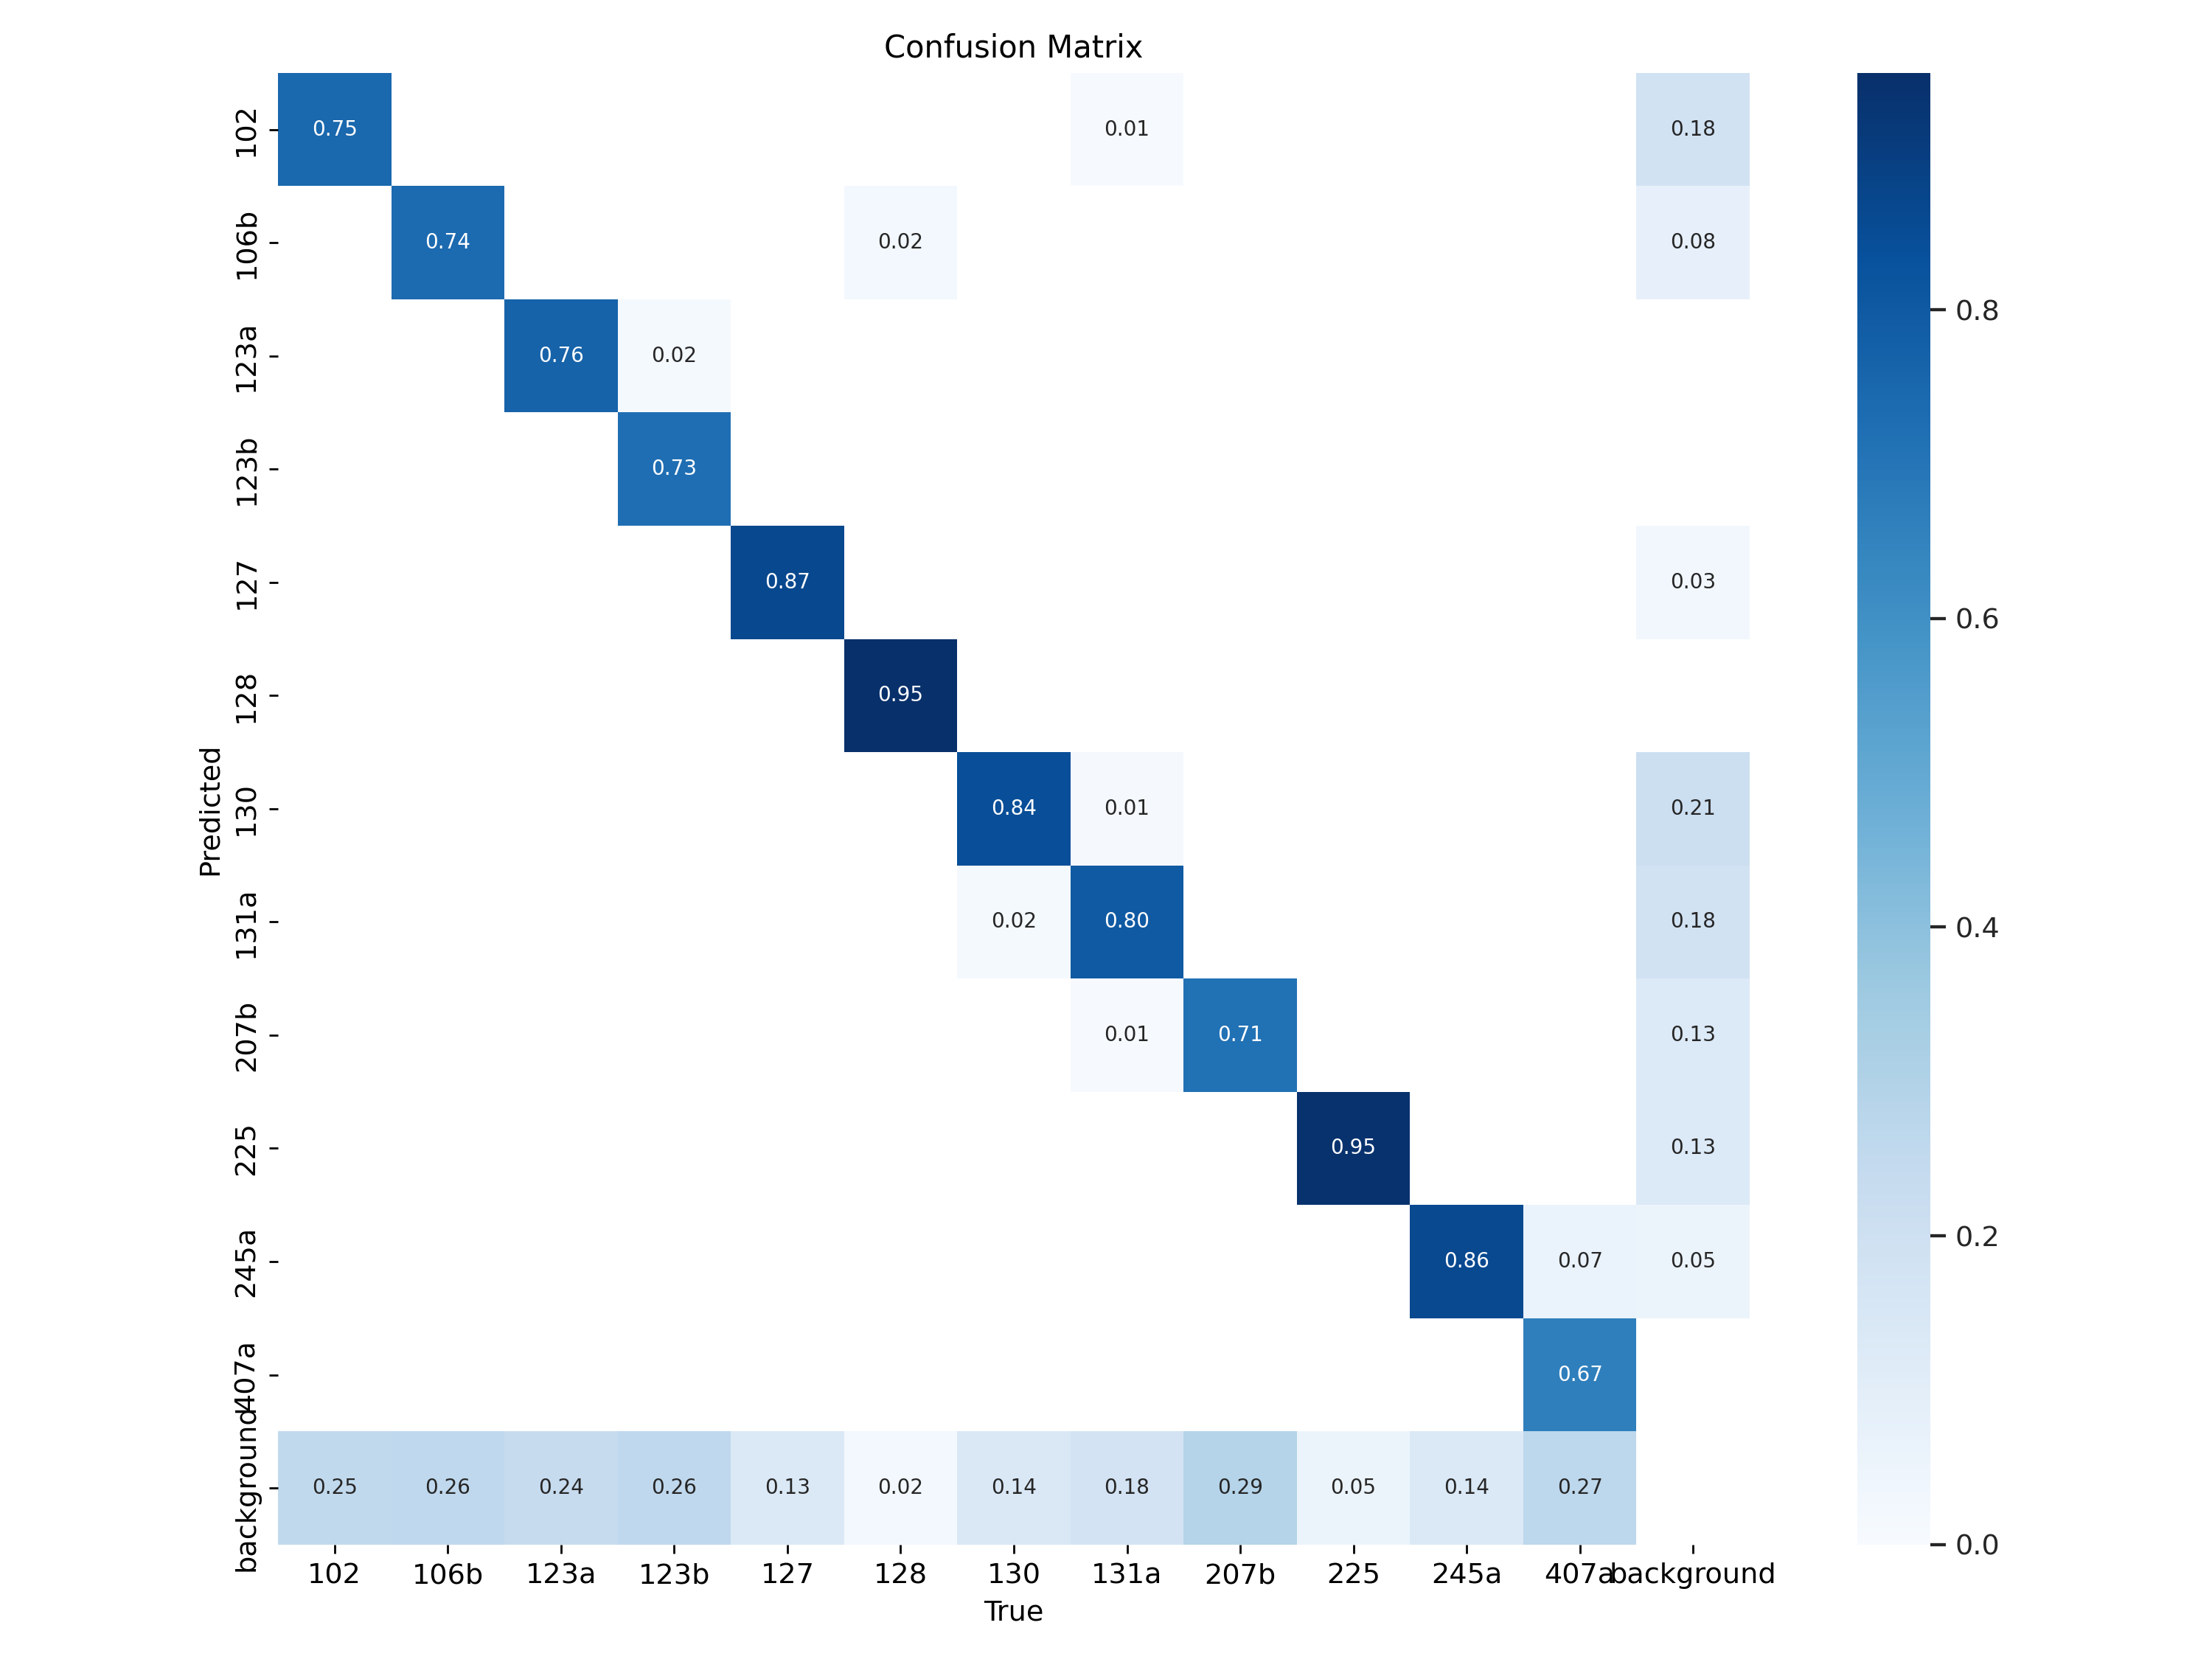 Confusion Matrix
102 0.75 0.01 0.18
106b 0.74 0.02 0.08
123a 0.76 0.02
123b 0.73
127 0.87 0.03
128 0.95
130 0.84 0.01 0.21
131a 0.02 0.80 0.18
207b 0.01 0.71 0.13
225 0.95 0.13
245a 0.86 0.07 0.05
407a 0.67
background 0.25 0.26 0.24 0.26 0.13 0.02 0.14 0.18 0.29 0.05 0.14 0.27
102 106b 123a 123b 127 128 130 131a 207b 225 245a 407a background
True
Predicted
0.8
0.6
0.4
0.2
0.0